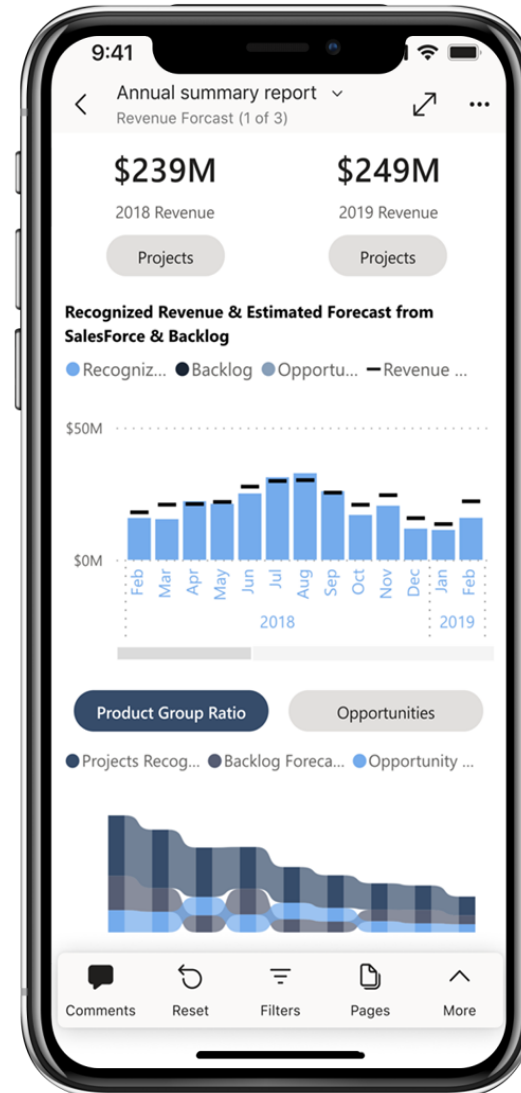 9:41
Annual summary report
Revenue Forcast (1 of 3)
$239M
$249M
2018 Revenue
2019 Revenue
Projects
Projects
Recognized Revenue & Estimated Forecast from
SalesForce & Backlog
Recogniz... Backlog Opportu... Revenue ...
$50M
$0M
Feb Mar Apr May Jun Jul Aug Sep Oct Nov Dec Jan Feb
2018 2019
Product Group Ratio
Opportunities
Projects Recog... Backlog Foreca... Opportunity ...
Comments Reset Filters Pages More